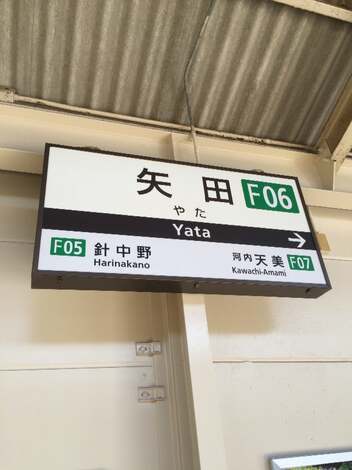 矢田 F06
やた
Yata →
F05 針中野 河内天美 F07
Harinakano Kawachi-Amami